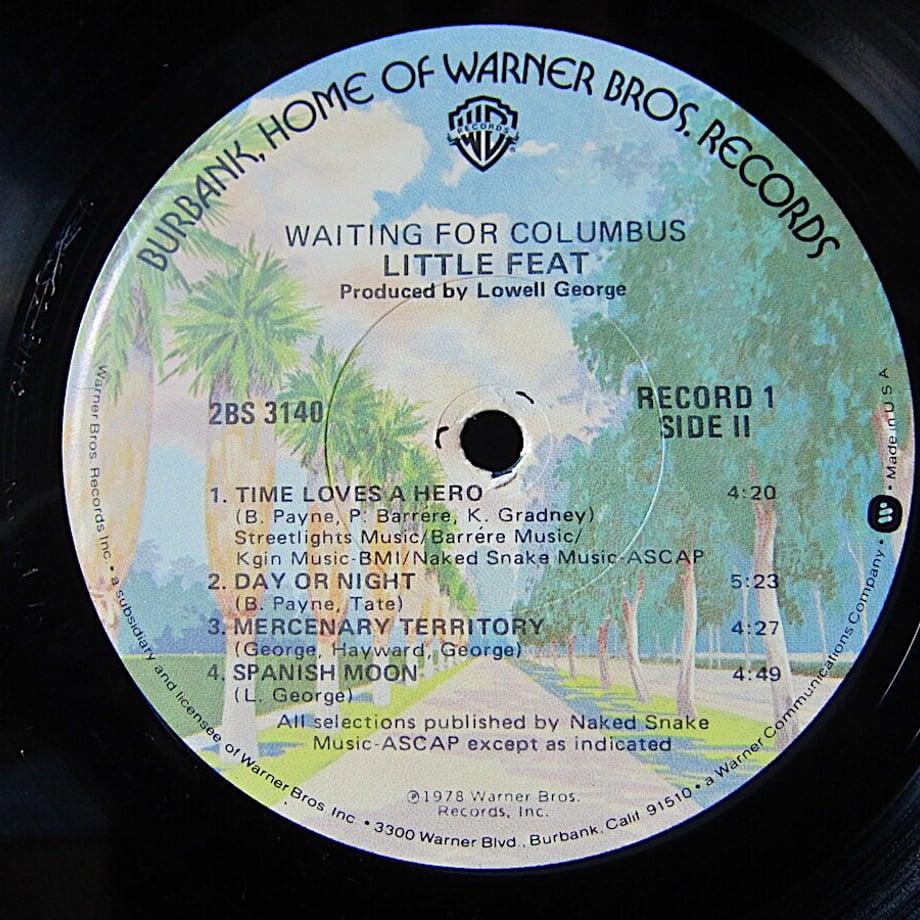 BURBANK, HOME OF WARNER BROS. RECORDS
W B
RECORDS
®
WAITING FOR COLUMBUS
LITTLE FEAT
Produced by Lowell George
2BS 3140
RECORD 1
SIDE II
1. TIME LOVES A HERO 4:20
(B. Payne, P. Barrére, K. Gradney)
Streetlights Music/Barrére Music/
Kgin Music-BMI/Naked Snake Music-ASCAP
2. DAY OR NIGHT 5:23
(B. Payne, Tate)
3. MERCENARY TERRITORY 4:27
(George, Hayward, George)
4. SPANISH MOON 4:49
(L. George)
All selections published by Naked Snake
Music-ASCAP except as indicated
℗1978 Warner Bros.
Records, Inc.
Warner Bros. Records Inc. • a subsidiary and licensee of Warner Bros. Inc. • 3300 Warner Blvd., Burbank, Calif. 91510 • a Warner Communications Company • Made in U S A